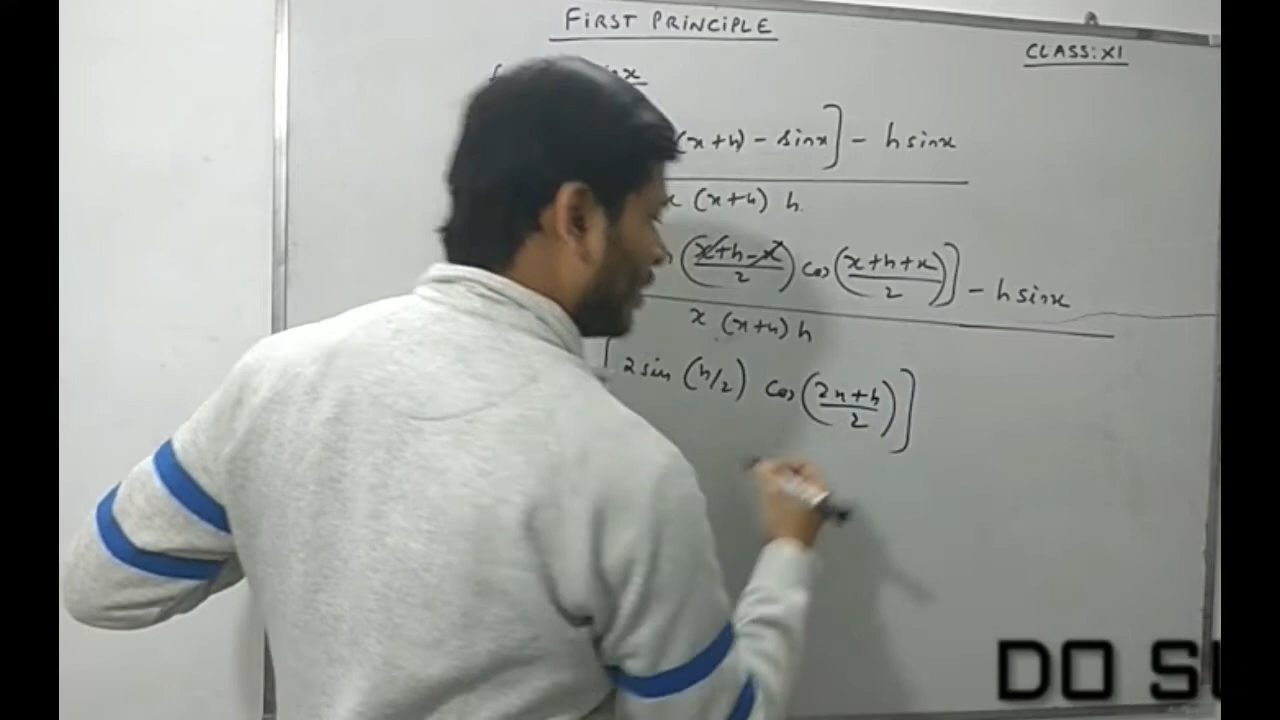 FIRST PRINCIPLE
CLASS: XI
(x+h) - sinx] - h sinx
(x+h) h
(x+h-x / 2) cos (x+h+x / 2)] - h sinx
x (x+h) h
[2 sin (h/2) cos (2x+h / 2)]
DO